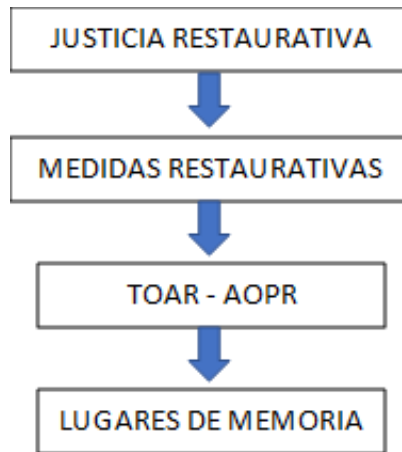 JUSTICIA RESTAURATIVA
MEDIDAS RESTAURATIVAS
TOAR - AOPR
LUGARES DE MEMORIA